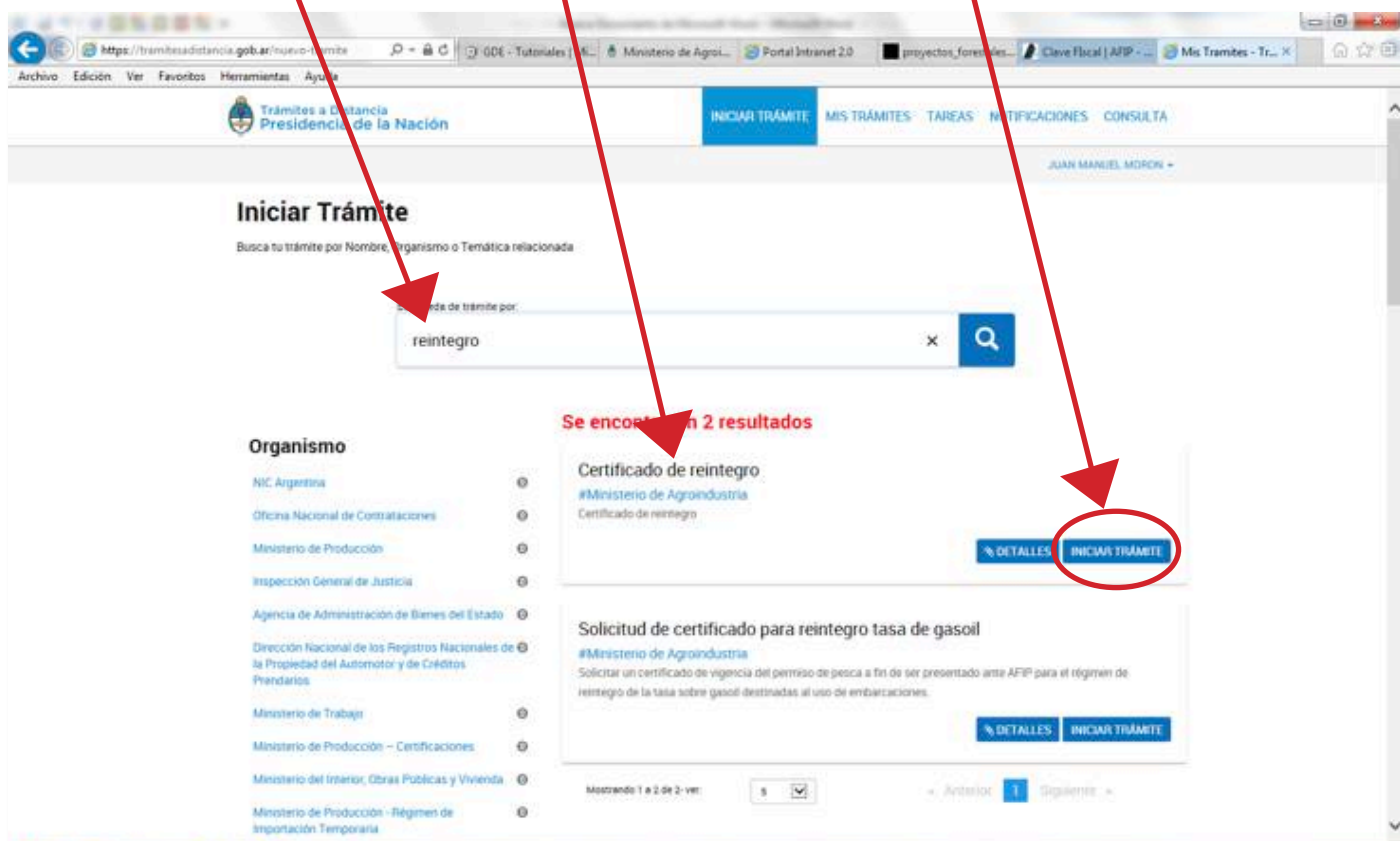 https://tramitesadistancia.gob.ar/nuevo-tramite
GDE - Tutoriales | Mi...
Ministerio de Agroi...
Portal Intranet 2.0
proyectos_forestales...
Clave Fiscal | AFIP - ...
Mis Tramites - Tr...
Archivo Edición Ver Favoritos Herramientas Ayuda
Trámites a Distancia
Presidencia de la Nación
INICIAR TRÁMITE MIS TRÁMITES TAREAS NOTIFICACIONES CONSULTA
JUAN MANUEL MORON
Iniciar Trámite
Busca tu trámite por Nombre, Organismo o Temática relacionada
de trámite por:
reintegro
Se encontraron 2 resultados
Organismo
NIC Argentina
Oficina Nacional de Contrataciones
Ministerio de Producción
Inspección General de Justicia
Agencia de Administración de Bienes del Estado
Dirección Nacional de los Registros Nacionales de
la Propiedad del Automotor y de Créditos
Prendarios
Ministerio de Trabajo
Ministerio de Producción – Certificaciones
Ministerio del Interior, Obras Públicas y Vivienda
Ministerio de Producción - Régimen de
Importación Temporaria
Certificado de reintegro
#Ministerio de Agroindustria
Certificado de reintegro
DETALLES INICIAR TRÁMITE
Solicitud de certificado para reintegro tasa de gasoil
#Ministerio de Agroindustria
Solicitar un certificado de vigencia del permiso de pesca a fin de ser presentado ante AFIP para el régimen de
reintegro de la tasa sobre gasoil destinadas al uso de embarcaciones.
DETALLES INICIAR TRÁMITE
Mostrando 1 a 2 de 2- ver: 5
« Anterior 1 Siguiente »